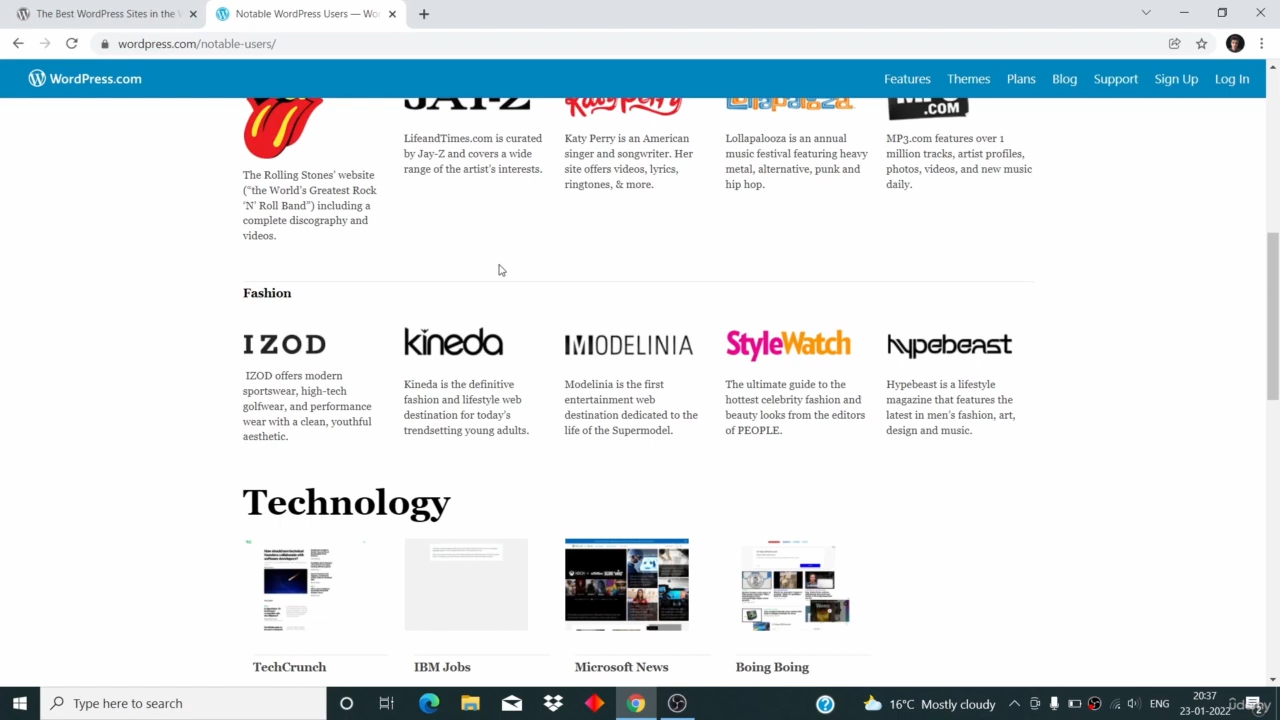 The Best WordPress Sites in the W
Notable WordPress Users — Wo
wordpress.com/notable-users/
WordPress.com
Features
Themes
Plans
Blog
Support
Sign Up
Log In
JAY-Z
Katy Perry
Lollapalooza
MP3
.COM
The Rolling Stones' website
("the World's Greatest Rock
'N' Roll Band") including a
complete discography and
videos.
LifeandTimes.com is curated
by Jay-Z and covers a wide
range of the artist's interests.
Katy Perry is an American
singer and songwriter. Her
site offers videos, lyrics,
ringtones, & more.
Lollapalooza is an annual
music festival featuring heavy
metal, alternative, punk and
hip hop.
MP3.com features over 1
million tracks, artist profiles,
photos, videos, and new music
daily.
Fashion
IZOD
kineda
MODELINIA
StyleWatch
hypebeast
IZOD offers modern
sportswear, high-tech
golfwear, and performance
wear with a clean, youthful
aesthetic.
Kineda is the definitive
fashion and lifestyle web
destination for today's
trendsetting young adults.
Modelinia is the first
entertainment web
destination dedicated to the
life of the Supermodel.
The ultimate guide to the
hottest celebrity fashion and
beauty looks from the editors
of PEOPLE.
Hypebeast is a lifestyle
magazine that features the
latest in men's fashion, art,
design and music.
Technology
TechCrunch
IBM Jobs
Microsoft News
Boing Boing
Type here to search
16°C Mostly cloudy
ENG
20:37
23-01-2022
Udemy